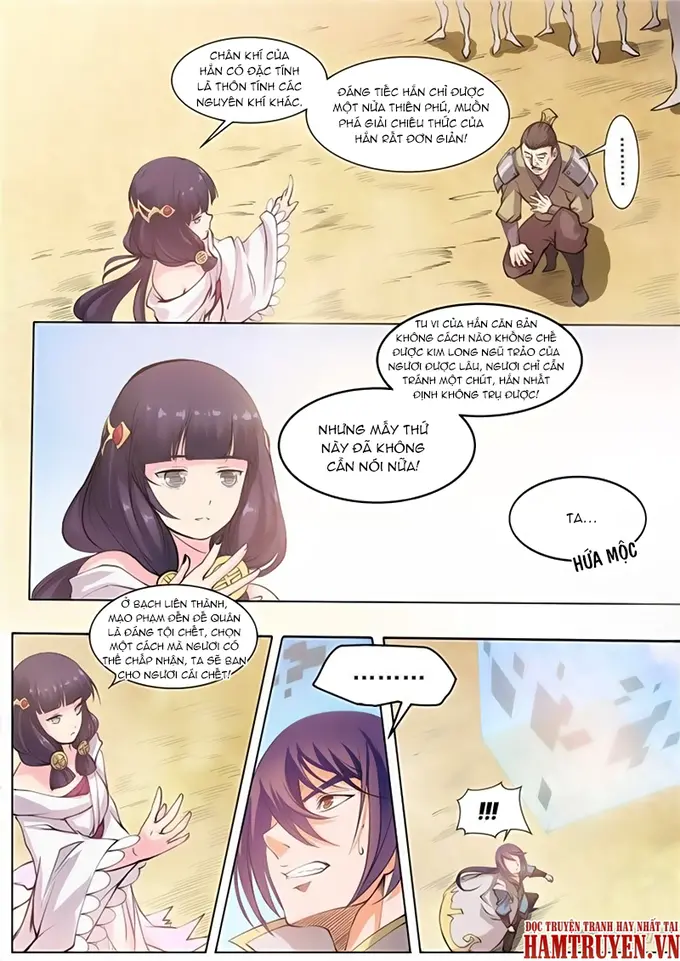 CHÂN KHÍ CỦA
HẮN CÓ ĐẶC TÍNH
LÀ THÔN TÍNH CÁC
NGUYÊN KHÍ KHÁC.
ĐÁNG TIẾC HẮN CHỈ ĐƯỢC
MỘT NỬA THIÊN PHÚ, MUỐN
PHÁ GIẢI CHIÊU THỨC CỦA
HẮN RẤT ĐƠN GIẢN!
..........
TU VI CỦA HẮN CĂN BẢN
KHÔNG CÁCH NÀO KHỐNG CHẾ
ĐƯỢC KIM LONG NGŨ TRẢO CỦA
NGƯƠI ĐƯỢC LÂU, NGƯƠI CHỈ CẦN
TRÁNH MỘT CHÚT, HẮN NHẤT
ĐỊNH KHÔNG TRỤ ĐƯỢC!
NHƯNG MẤY THỨ
NÀY ĐÃ KHÔNG
CẦN NÓI NỮA!
TA...
HỨA MỘC
Ở BẠCH LIÊN THÀNH,
MẠO PHẠM ĐẾN ĐẾ QUÂN
LÀ ĐÁNG TỘI CHẾT, CHỌN
MỘT CÁCH MÀ NGƯƠI CÓ
THỂ CHẤP NHẬN, TA SẼ BAN
CHO NGƯƠI CÁI CHẾT!
..........
!!!
ĐỌC TRUYỆN TRANH HAY NHẤT TẠI
HAMTRUYEN.VN